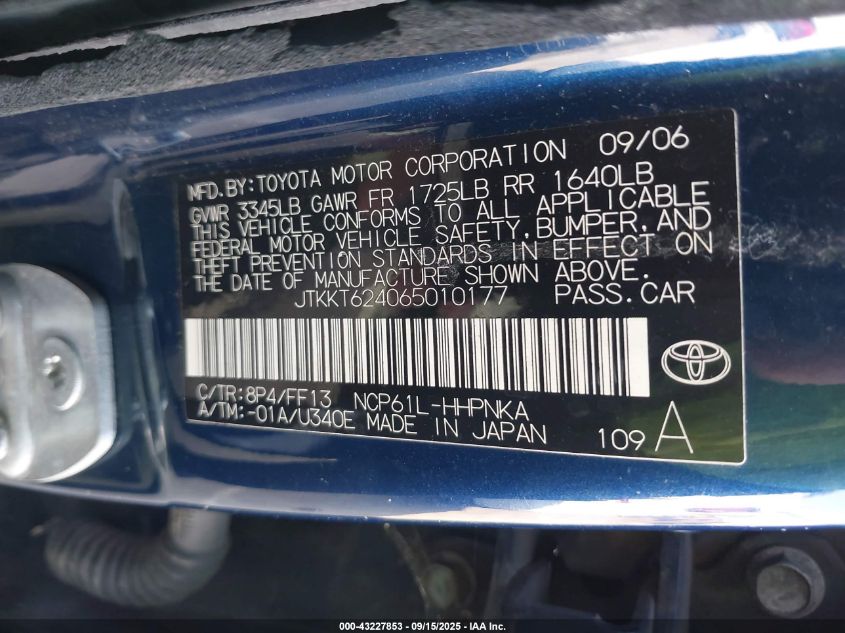 MFD.BY:TOYOTA MOTOR CORPORATION 09/06
GVWR 3345LB GAWR FR 1725LB RR 1640LB
THIS VEHICLE CONFORMS TO ALL APPLICABLE
FEDERAL MOTOR VEHICLE SAFETY,BUMPER,AND
THEFT PREVENTION STANDARDS IN EFFECT ON
THE DATE OF MANUFACTURE SHOWN ABOVE.
JTKKT624065010177 PASS.CAR
C/TR:8P4/FF13 NCP61L-HHPNKA
A/TM:-01A/U340E MADE IN JAPAN 109 A
000-43227853 - 09/15/2025 - IAA, Inc.